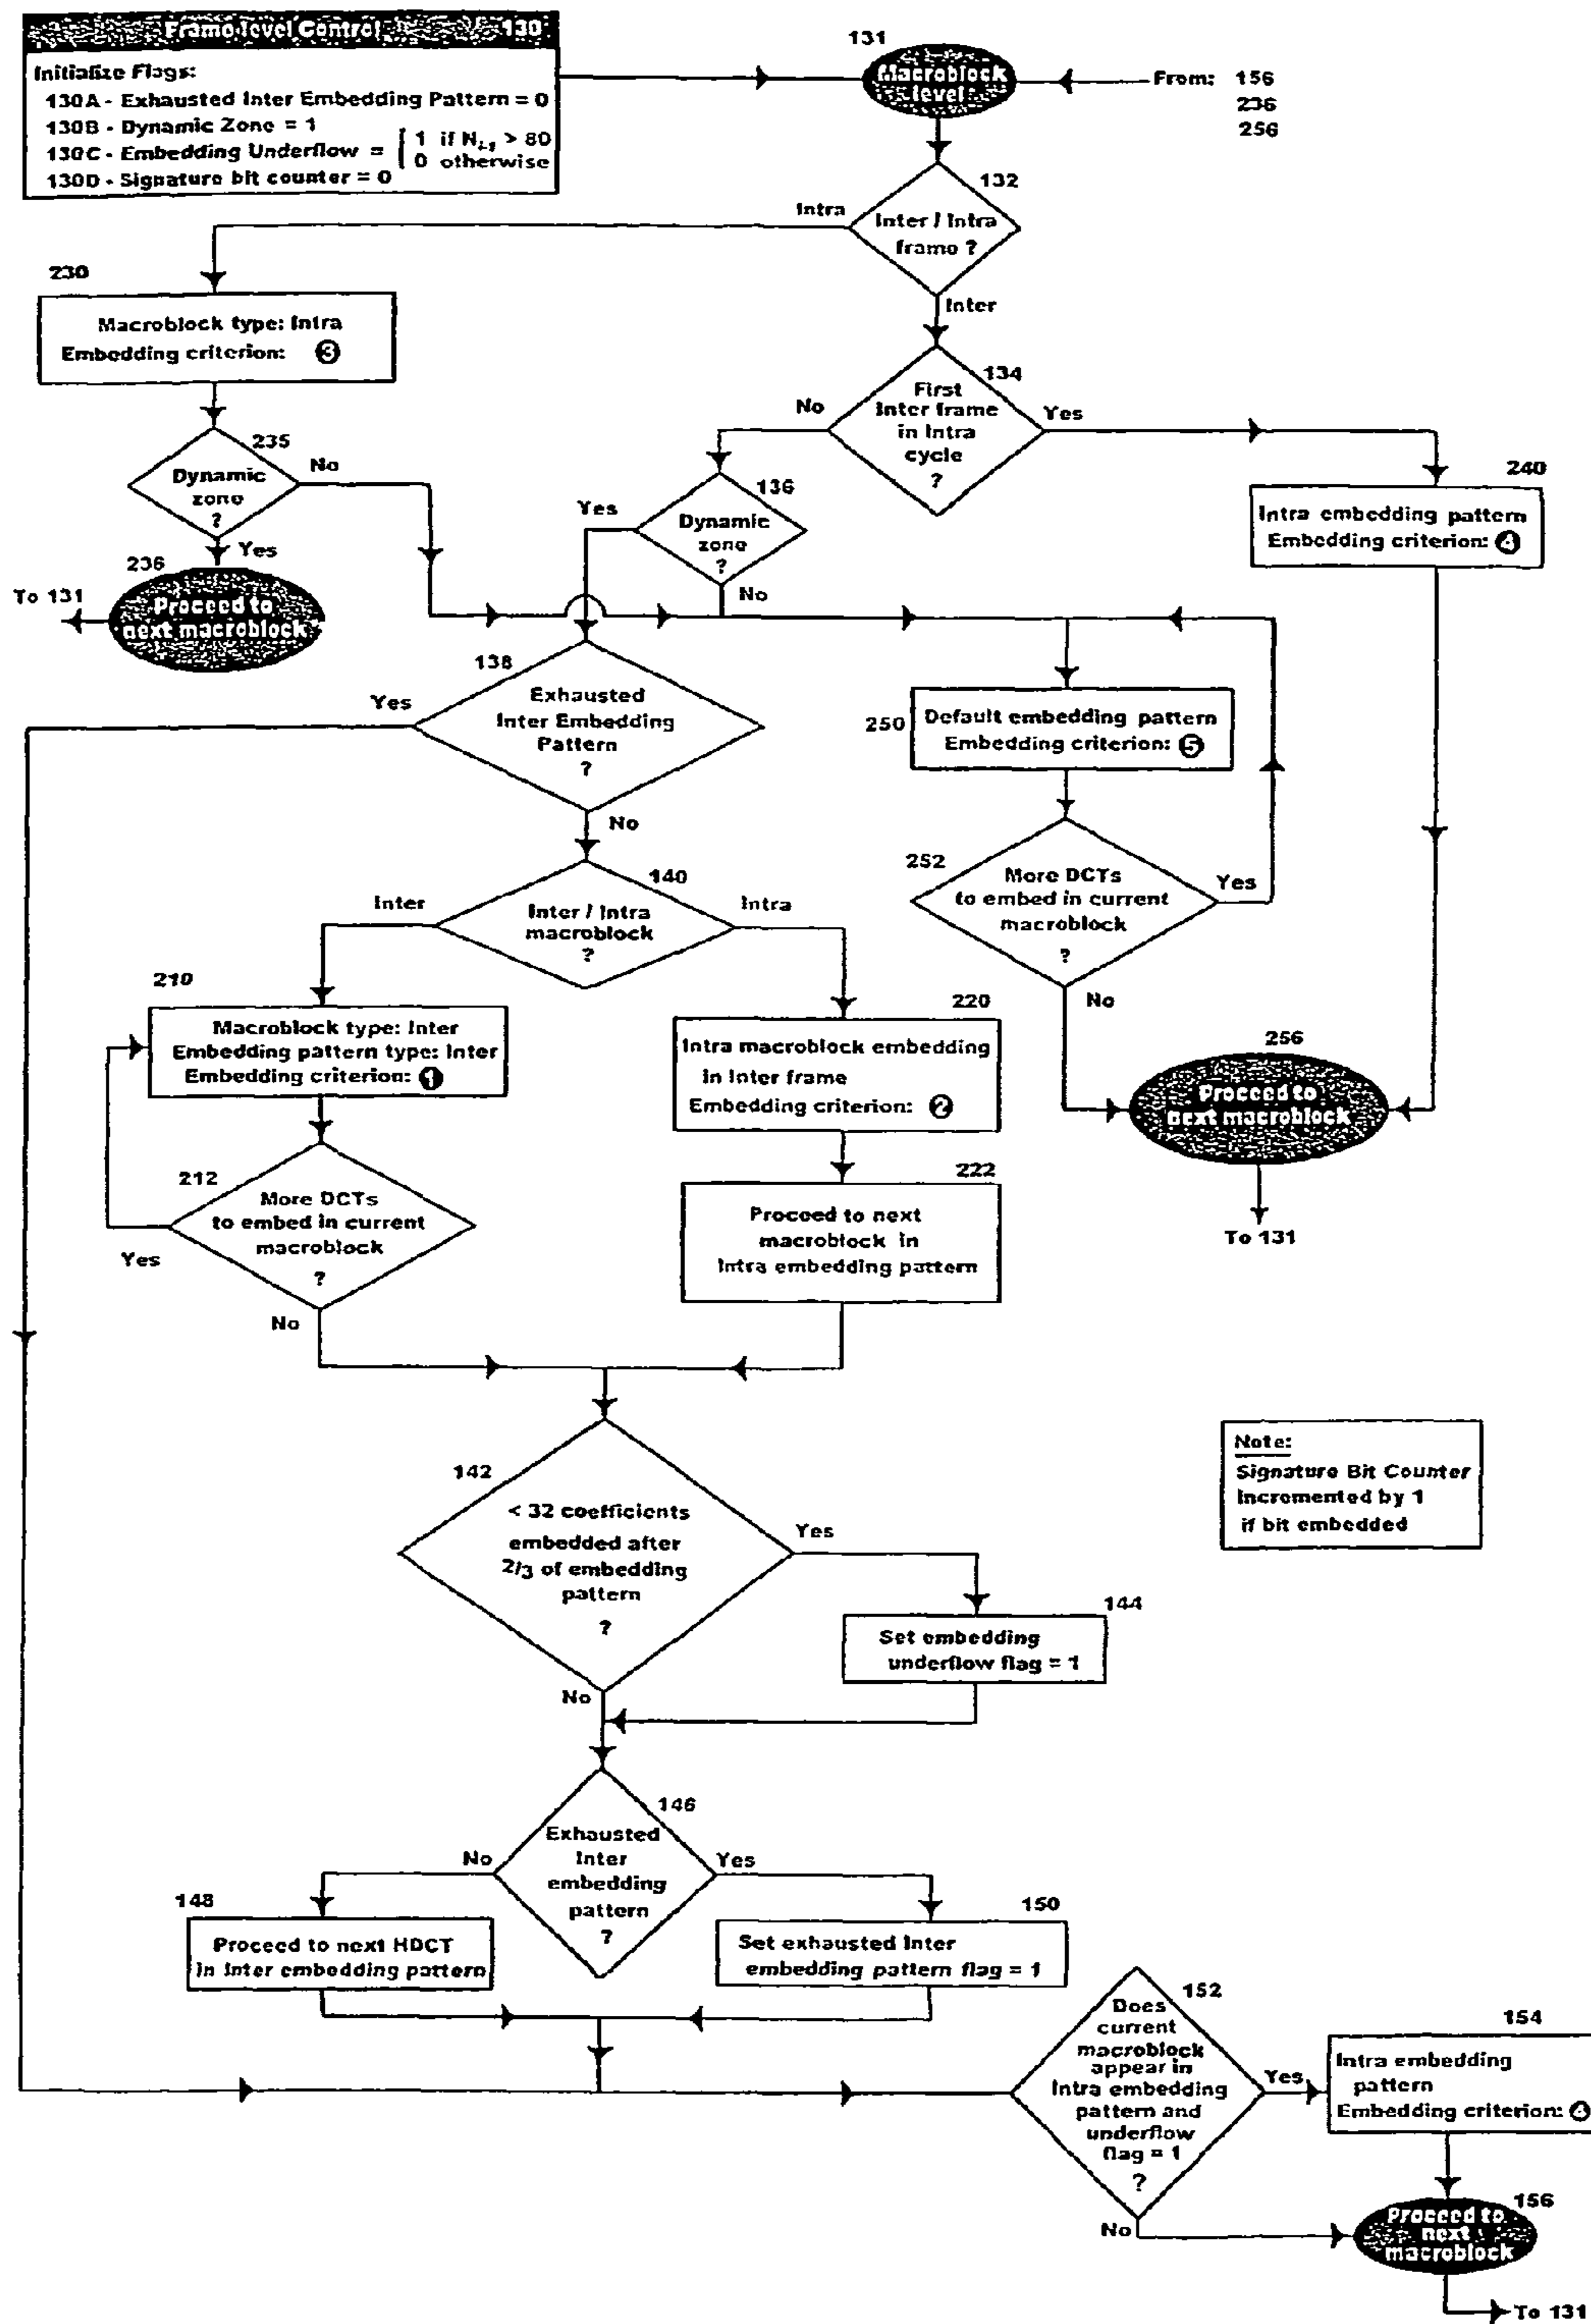 Frame-level Control 130
Initialize Flags:
130A - Exhausted Inter Embedding Pattern = 0
130B - Dynamic Zone = 1
130C - Embedding Underflow = { 1 if > 80
0 otherwise
130D - Signature bit counter = 0
131
Macroblock
level
From: 156
236
256
132
Inter / Intra
frame ?
Intra
Inter
230
Macroblock type: Intra
Embedding criterion: 3
134
First
Inter frame
in Intra
cycle
?
No
Yes
235
Dynamic
zone
?
No
Yes
136
Dynamic
zone
?
Yes
No
240
Intra embedding pattern
Embedding criterion: 4
236
Proceed to
next macroblock
To 131
138
Exhausted
Inter Embedding
Pattern
?
Yes
No
250
Default embedding pattern
Embedding criterion: 5
252
More DCTs
to embed in current
macroblock
?
Yes
No
140
Inter / Intra
macroblock
?
Inter
Intra
210
Macroblock type: Inter
Embedding pattern type: Inter
Embedding criterion: 1
220
Intra macroblock embedding
in Inter frame
Embedding criterion: 2
256
Proceed to
next macroblock
To 131
212
More DCTs
to embed in current
macroblock
?
Yes
No
222
Proceed to next
macroblock in
Intra embedding pattern
142
< 32 coefficients
embedded after
2/3 of embedding
pattern
?
Yes
No
Note:
Signature Bit Counter
Incremented by 1
if bit embedded
144
Set embedding
underflow flag = 1
146
Exhausted
Inter
embedding
pattern
?
No
Yes
148
Proceed to next HDCT
in Inter embedding pattern
150
Set exhausted Inter
embedding pattern flag = 1
152
Does
current
macroblock
appear in
Intra embedding
pattern and
underflow
flag = 1
?
Yes
No
154
Intra embedding
pattern
Embedding criterion: 4
156
Proceed to
next
macroblock
To 131